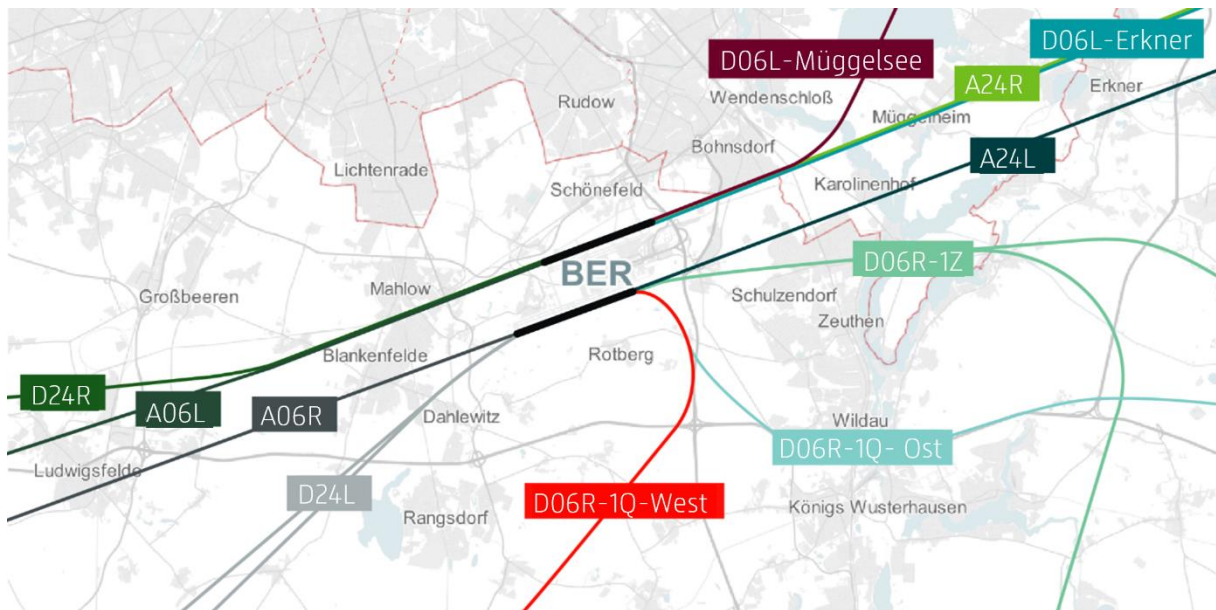 D06L-Erkner
D06L-Müggelsee
A24R
Erkner
Wendenschloß
Rudow
Müggelheim
Bohnsdorf
Lichtenrade
A24L
Karolinenhof
Schönefeld
D06R-1Z
BER
Mahlow
Großbeeren
Schulzendorf
Zeuthen
Blankenfelde
Rotberg
D24R
A06L
A06R
Dahlewitz
Wildau
D06R-1Q- Ost
Ludwigsfelde
D24L
D06R-1Q-West
Königs Wusterhausen
Rangsdorf